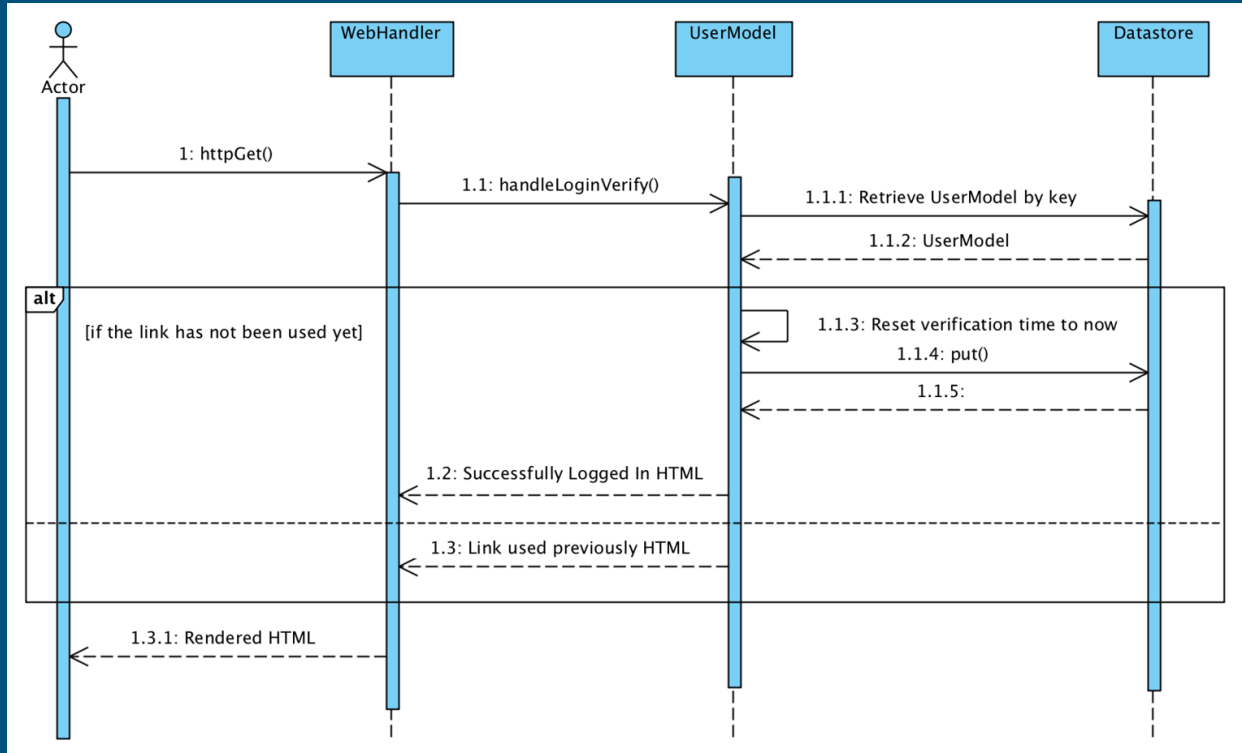 Actor
WebHandler
UserModel
Datastore
1: httpGet()
1.1: handleLoginVerify()
1.1.1: Retrieve UserModel by key
1.1.2: UserModel
alt
[if the link has not been used yet]
1.1.3: Reset verification time to now
1.1.4: put()
1.1.5:
1.2: Successfully Logged In HTML
1.3: Link used previously HTML
1.3.1: Rendered HTML